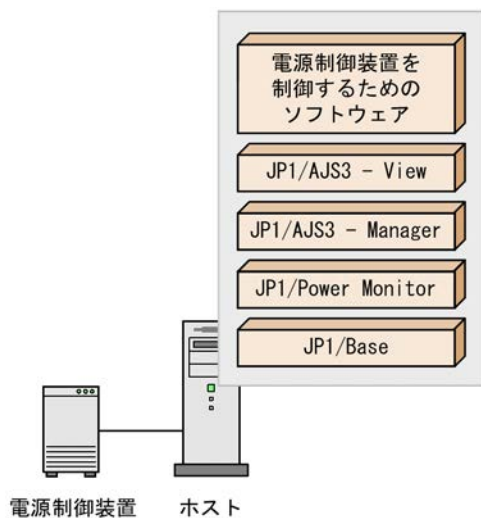 電源制御装置を
制御するための
ソフトウェア
JP1/AJS3 − View
JP1/AJS3 − Manager
JP1/Power Monitor
JP1/Base
電源制御装置
ホスト